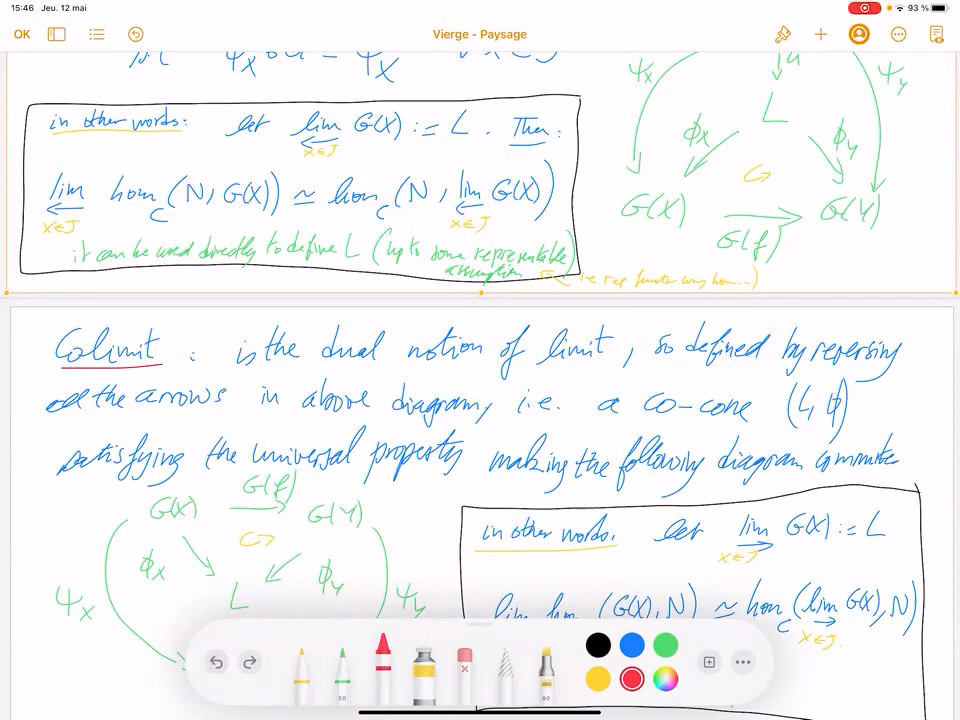 15:46 Jeu. 12 mai
93 %
OK
Vierge - Paysage
in other words: let lim G(X) := L. Then:
X∈J
lim hom_C (N, G(X)) ≃ hom_C (N, lim G(X))
X∈J X∈J
it can be used directly to define L (up to some representable
assumption
ψ_X ψ_Y
L
ϕ_X ϕ_Y
G(X) G(Y)
G(f)
Colimit : is the dual notion of limit, so defined by reversing
all the arrows in above diagram, i.e. a co-cone (L, ϕ)
satisfying the universal property making the following diagram commute
G(f)
G(X) G(Y)
ϕ_X ϕ_Y
L
ψ_X ψ_Y
in other words. let lim G(X) := L
X∈J
lim hom (G(X), N) ≃ hom_C (lim G(X), N)
X∈J.
50
80